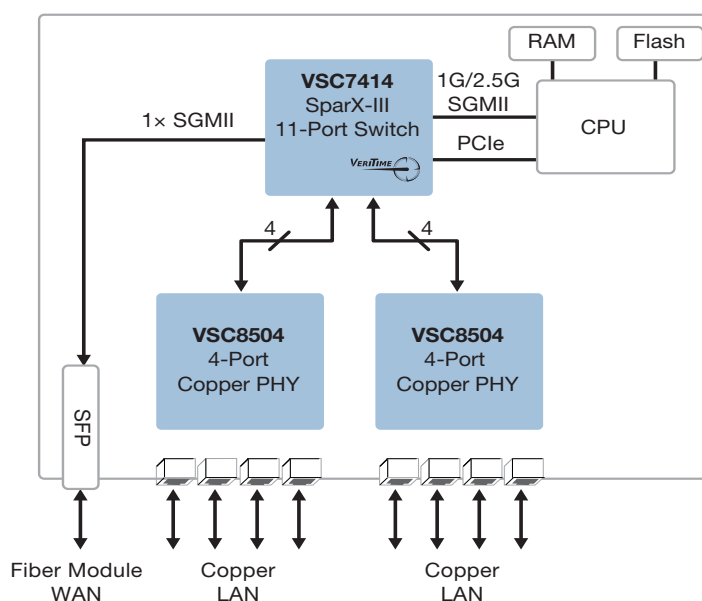 RAM
Flash
VSC7414
SparX-III
11-Port Switch
VERITIME
1G/2.5G
SGMII
PCIe
CPU
1× SGMII
4
4
VSC8504
4-Port
Copper PHY
VSC8504
4-Port
Copper PHY
SFP
Fiber Module
WAN
Copper
LAN
Copper
LAN